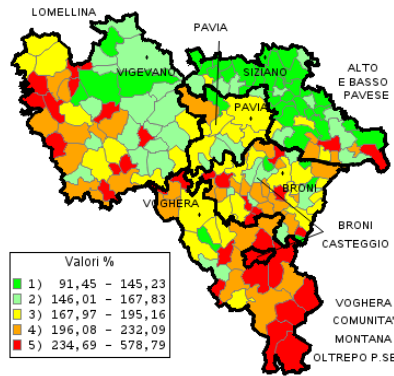 LOMELLINA
PAVIA
VIGEVANO
SIZIANO
ALTO
E BASSO
PAVESE
PAVIA
VOGHERA
BRONI
BRONI
CASTEGGIO
Valori %
1) 91,45 - 145,23
2) 146,01 - 167,83
3) 167,97 - 195,16
4) 196,08 - 232,09
5) 234,69 - 578,79
VOGHERA
COMUNITA'
MONTANA
OLTREPO P.SE